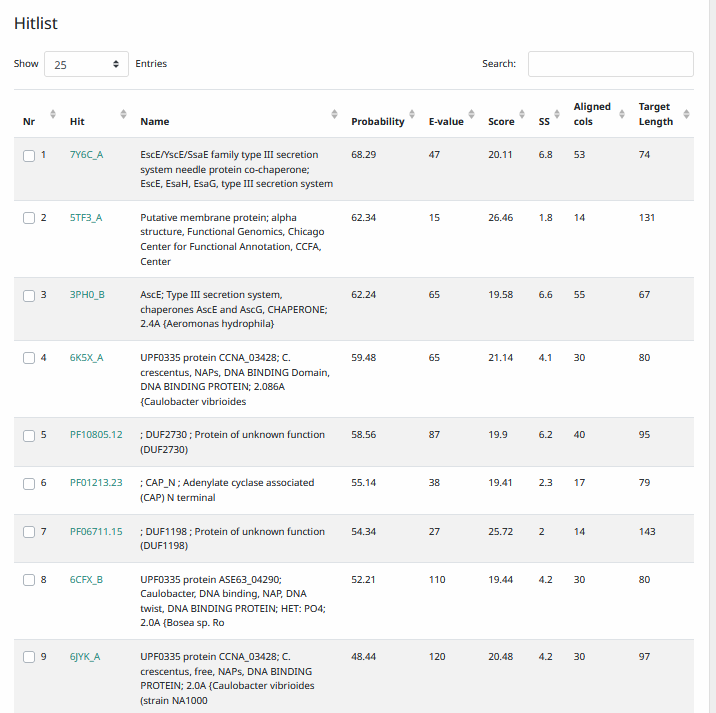 Hitlist
Show 25 Entries Search:
Nr Hit Name Probability E-value Score SS Aligned cols Target Length
1 7Y6C_A EscE/YscE/SsaE family type III secretion 68.29 47 20.11 6.8 53 74
system needle protein co-chaperone;
EscE, EsaH, EsaG, type III secretion system
2 5TF3_A Putative membrane protein; alpha 62.34 15 26.46 1.8 14 131
structure, Functional Genomics, Chicago
Center for Functional Annotation, CCFA,
Center
3 3PH0_B AscE; Type III secretion system, 62.24 65 19.58 6.6 55 67
chaperones AscE and AscG, CHAPERONE;
2.4A {Aeromonas hydrophila}
4 6K5X_A UPF0335 protein CCNA_03428; C. 59.48 65 21.14 4.1 30 80
crescentus, NAPs, DNA BINDING Domain,
DNA BINDING PROTEIN; 2.086A
{Caulobacter vibrioides
5 PF10805.12 ; DUF2730 ; Protein of unknown function 58.56 87 19.9 6.2 40 95
(DUF2730)
6 PF01213.23 ; CAP_N ; Adenylate cyclase associated 55.14 38 19.41 2.3 17 79
(CAP) N terminal
7 PF06711.15 ; DUF1198 ; Protein of unknown function 54.34 27 25.72 2 14 143
(DUF1198)
8 6CFX_B UPF0335 protein ASE63_04290; 52.21 110 19.44 4.2 30 80
Caulobacter, DNA binding, NAP, DNA
twist, DNA BINDING PROTEIN; HET: PO4;
2.0A {Bosea sp. Ro
9 6JYK_A UPF0335 protein CCNA_03428; C. 48.44 120 20.48 4.2 30 97
crescentus, free, NAPs, DNA BINDING
PROTEIN; 2.0A {Caulobacter vibrioides
(strain NA1000